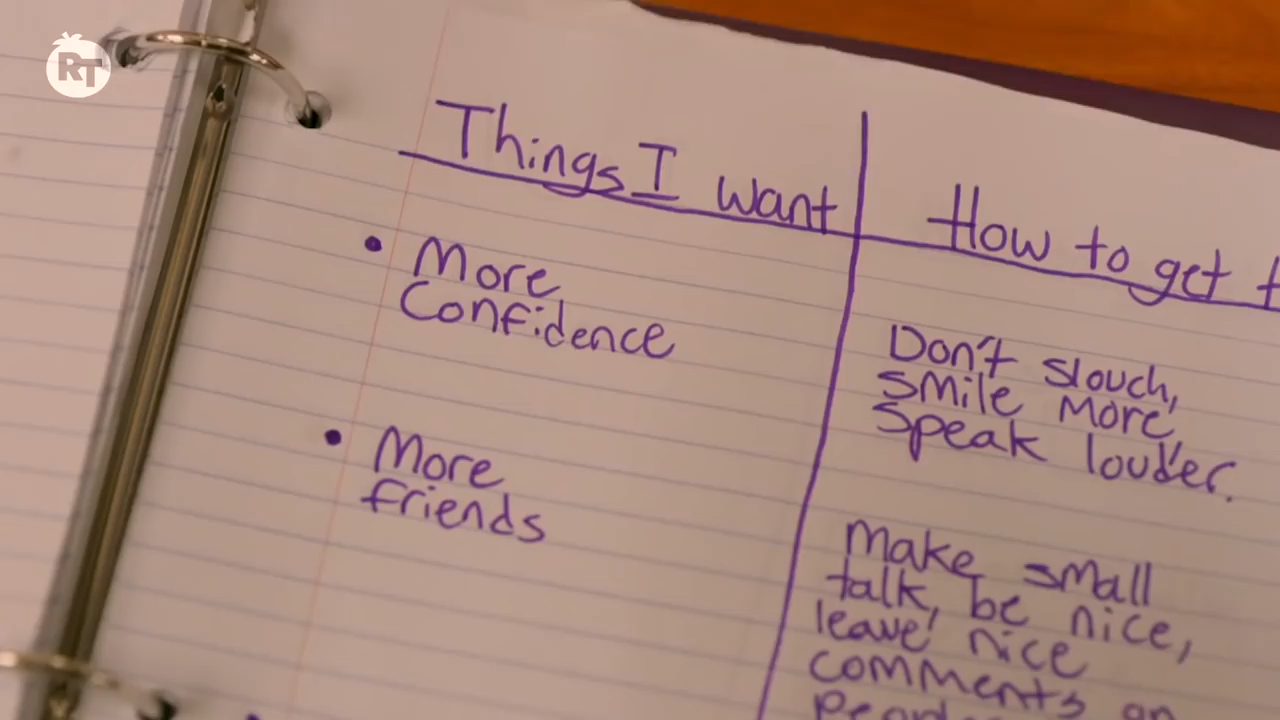 RT
Things I want
How to get
• More
Confidence
Don't slouch,
smile more,
speak louder.
• More
friends
Make small
talk, be nice,
leave nice
comments on